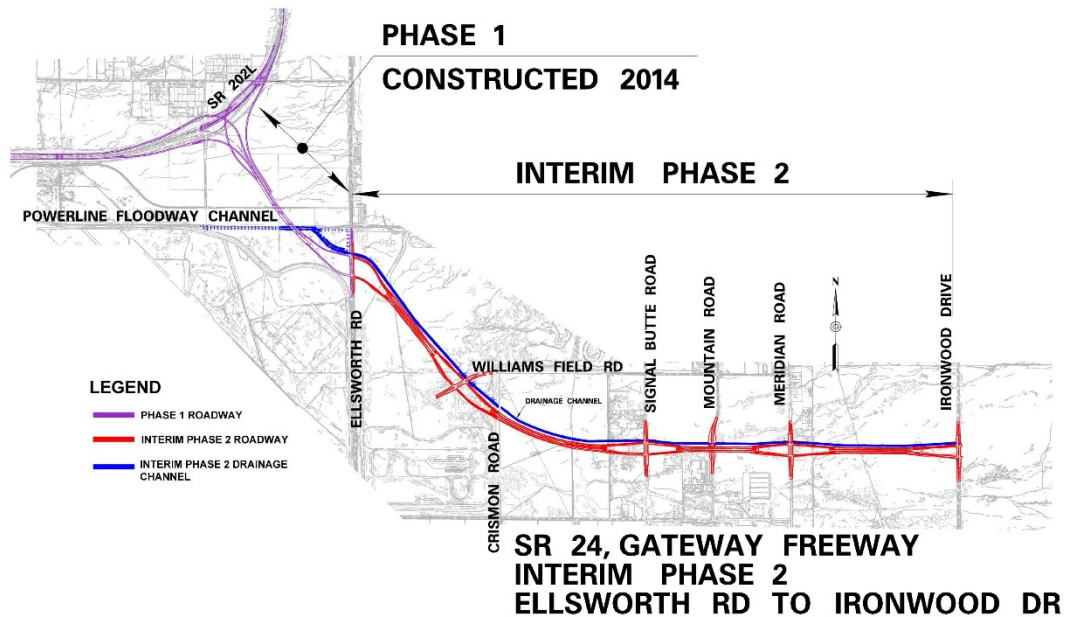 PHASE 1
CONSTRUCTED 2014
SR 202L
INTERIM PHASE 2
POWERLINE FLOODWAY CHANNEL
ELLSWORTH RD
WILLIAMS FIELD RD
DRAINAGE CHANNEL
CRISMON ROAD
SIGNAL BUTTE ROAD
MOUNTAIN ROAD
MERIDIAN ROAD
N
IRONWOOD DRIVE
LEGEND
PHASE 1 ROADWAY
INTERIM PHASE 2 ROADWAY
INTERIM PHASE 2 DRAINAGE
CHANNEL
SR 24, GATEWAY FREEWAY
INTERIM PHASE 2
ELLSWORTH RD TO IRONWOOD DR